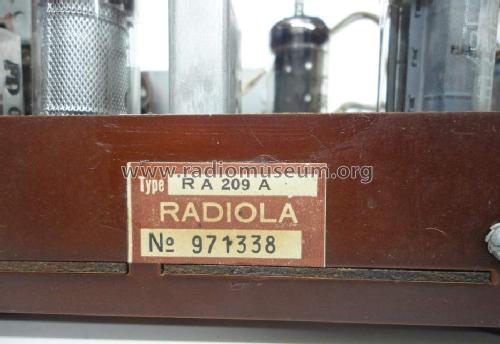 www.radiomuseum.org
Type RA 209 A
RADIOLA
No 971338